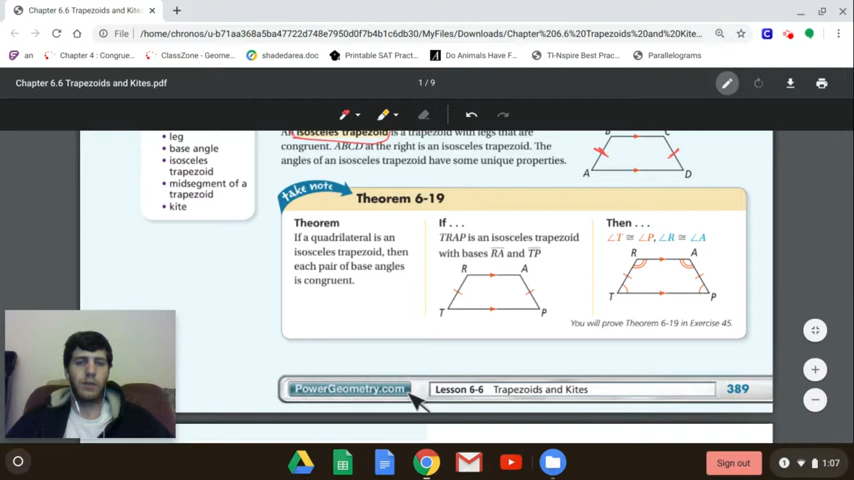 Chapter 6.6 Trapezoids and Kites
File
/home/chronos/u-b71aa368a5ba47722d748e7950d0f7b4b1c6db30/MyFiles/Downloads/Chapter%206.6%20Trapezoids%20and%20Kite...
an
Chapter 4 : Congrue...
ClassZone - Geome...
shadedarea.doc
Printable SAT Practi...
Do Animals Have F...
TI-Nspire Best Prac...
Parallelograms
Chapter 6.6 Trapezoids and Kites.pdf
1 / 9
• leg
• base angle
• isosceles
trapezoid
• midsegment of a
trapezoid
• kite
An isosceles trapezoid is a trapezoid with legs that are
congruent. ABCD at the right is an isosceles trapezoid. The
angles of an isosceles trapezoid have some unique properties.
A D
take note
Theorem 6-19
Theorem
If a quadrilateral is an
isosceles trapezoid, then
each pair of base angles
is congruent.
If . . .
TRAP is an isosceles trapezoid
with bases RA and TP
R A
T P
Then . . .
∠T ≅ ∠P, ∠R ≅ ∠A
R A
T P
You will prove Theorem 6-19 in Exercise 45.
PowerGeometry.com
Lesson 6-6 Trapezoids and Kites
389
Sign out
1
1:07